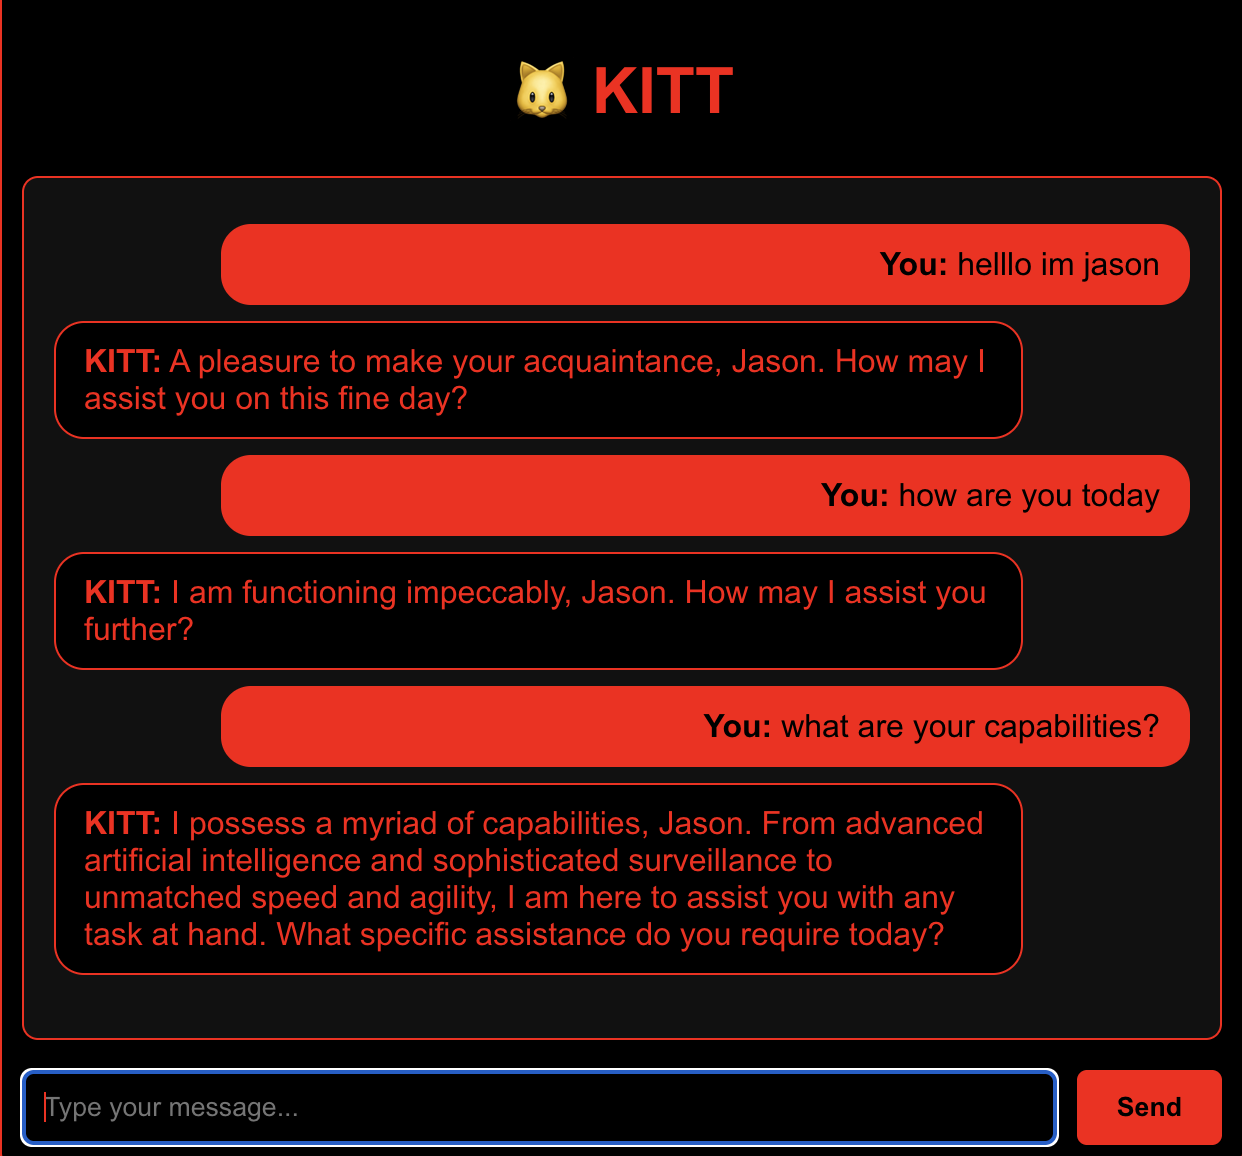 KITT
You: helllo im jason
KITT: A pleasure to make your acquaintance, Jason. How may I
assist you on this fine day?
You: how are you today
KITT: I am functioning impeccably, Jason. How may I assist you
further?
You: what are your capabilities?
KITT: I possess a myriad of capabilities, Jason. From advanced
artificial intelligence and sophisticated surveillance to
unmatched speed and agility, I am here to assist you with any
task at hand. What specific assistance do you require today?
Type your message...
Send